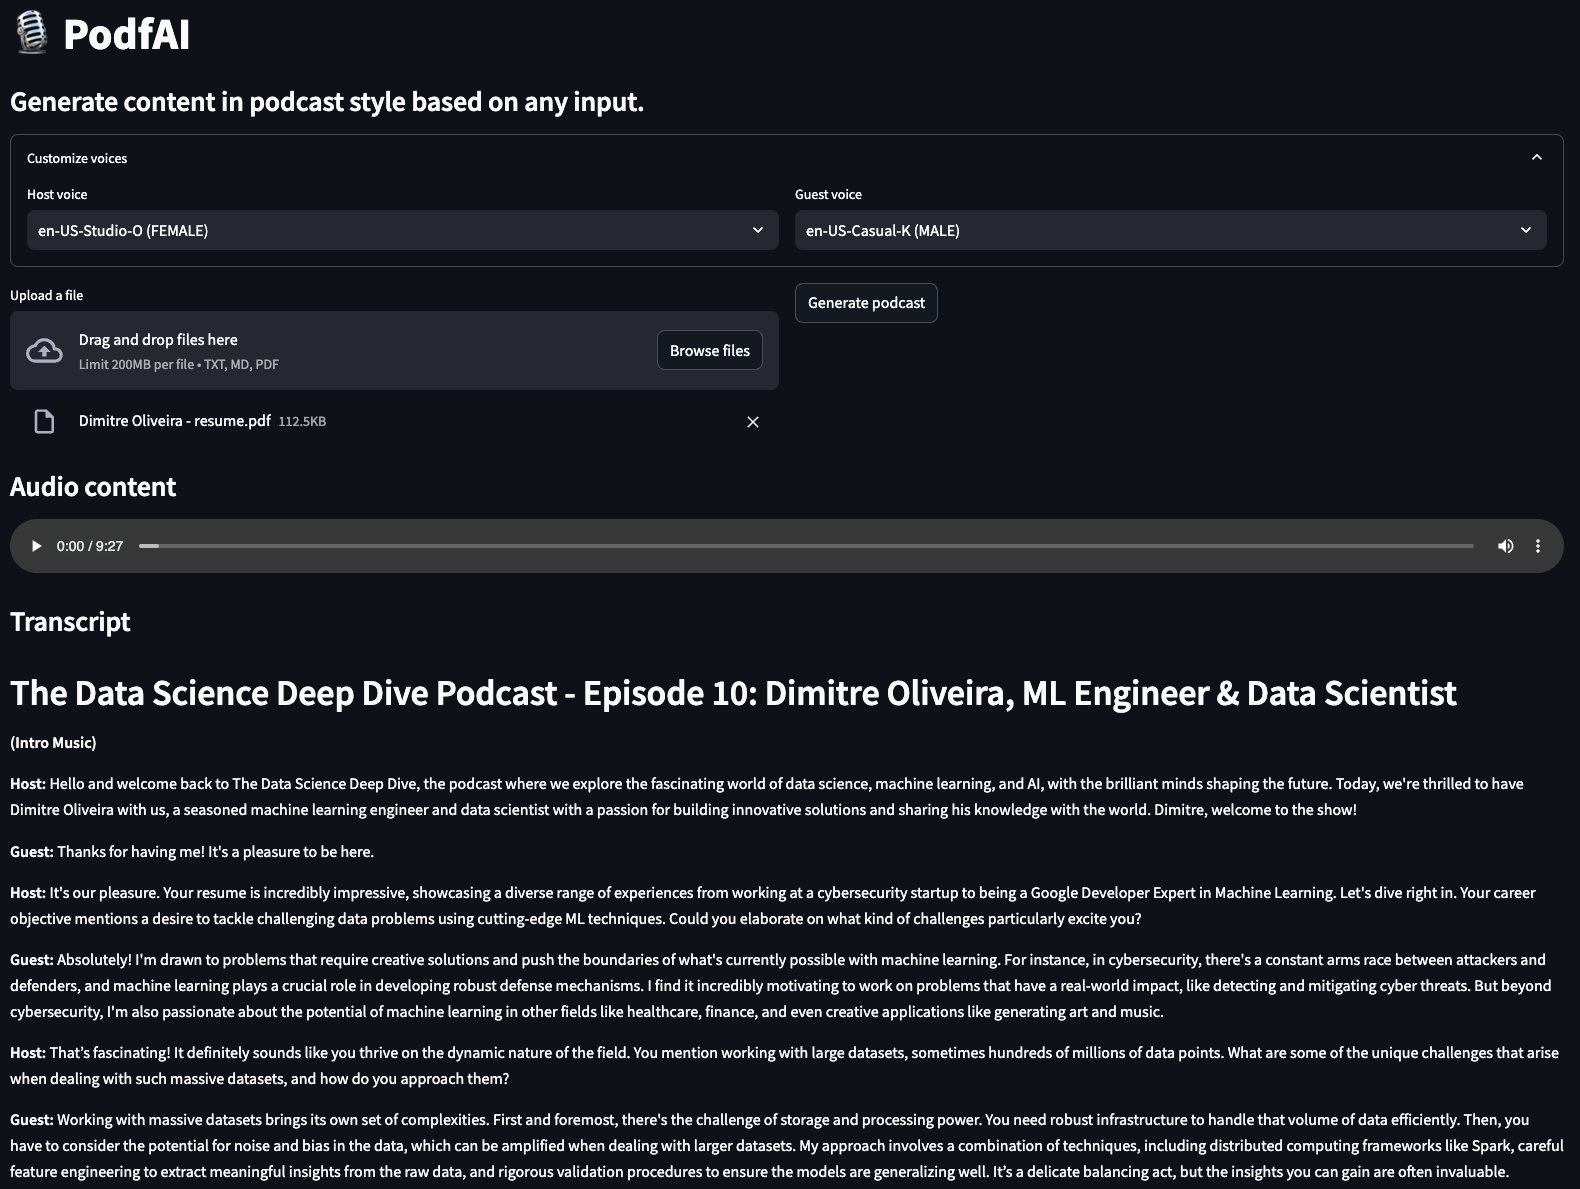 PodfAI
Generate content in podcast style based on any input.
Customize voices
Host voice
Guest voice
en-US-Studio-O (FEMALE)
en-US-Casual-K (MALE)
Upload a file
Generate podcast
Drag and drop files here
Limit 200MB per file • TXT, MD, PDF
Browse files
Dimitre Oliveira - resume.pdf 112.5KB
Audio content
0:00 / 9:27
Transcript
The Data Science Deep Dive Podcast - Episode 10: Dimitre Oliveira, ML Engineer & Data Scientist
(Intro Music)
Host: Hello and welcome back to The Data Science Deep Dive, the podcast where we explore the fascinating world of data science, machine learning, and AI, with the brilliant minds shaping the future. Today, we're thrilled to have
Dimitre Oliveira with us, a seasoned machine learning engineer and data scientist with a passion for building innovative solutions and sharing his knowledge with the world. Dimitre, welcome to the show!
Guest: Thanks for having me! It's a pleasure to be here.
Host: It's our pleasure. Your resume is incredibly impressive, showcasing a diverse range of experiences from working at a cybersecurity startup to being a Google Developer Expert in Machine Learning. Let's dive right in. Your career
objective mentions a desire to tackle challenging data problems using cutting-edge ML techniques. Could you elaborate on what kind of challenges particularly excite you?
Guest: Absolutely! I'm drawn to problems that require creative solutions and push the boundaries of what's currently possible with machine learning. For instance, in cybersecurity, there's a constant arms race between attackers and
defenders, and machine learning plays a crucial role in developing robust defense mechanisms. I find it incredibly motivating to work on problems that have a real-world impact, like detecting and mitigating cyber threats. But beyond
cybersecurity, I'm also passionate about the potential of machine learning in other fields like healthcare, finance, and even creative applications like generating art and music.
Host: That’s fascinating! It definitely sounds like you thrive on the dynamic nature of the field. You mention working with large datasets, sometimes hundreds of millions of data points. What are some of the unique challenges that arise
when dealing with such massive datasets, and how do you approach them?
Guest: Working with massive datasets brings its own set of complexities. First and foremost, there's the challenge of storage and processing power. You need robust infrastructure to handle that volume of data efficiently. Then, you
have to consider the potential for noise and bias in the data, which can be amplified when dealing with larger datasets. My approach involves a combination of techniques, including distributed computing frameworks like Spark, careful
feature engineering to extract meaningful insights from the raw data, and rigorous validation procedures to ensure the models are generalizing well. It’s a delicate balancing act, but the insights you can gain are often invaluable.